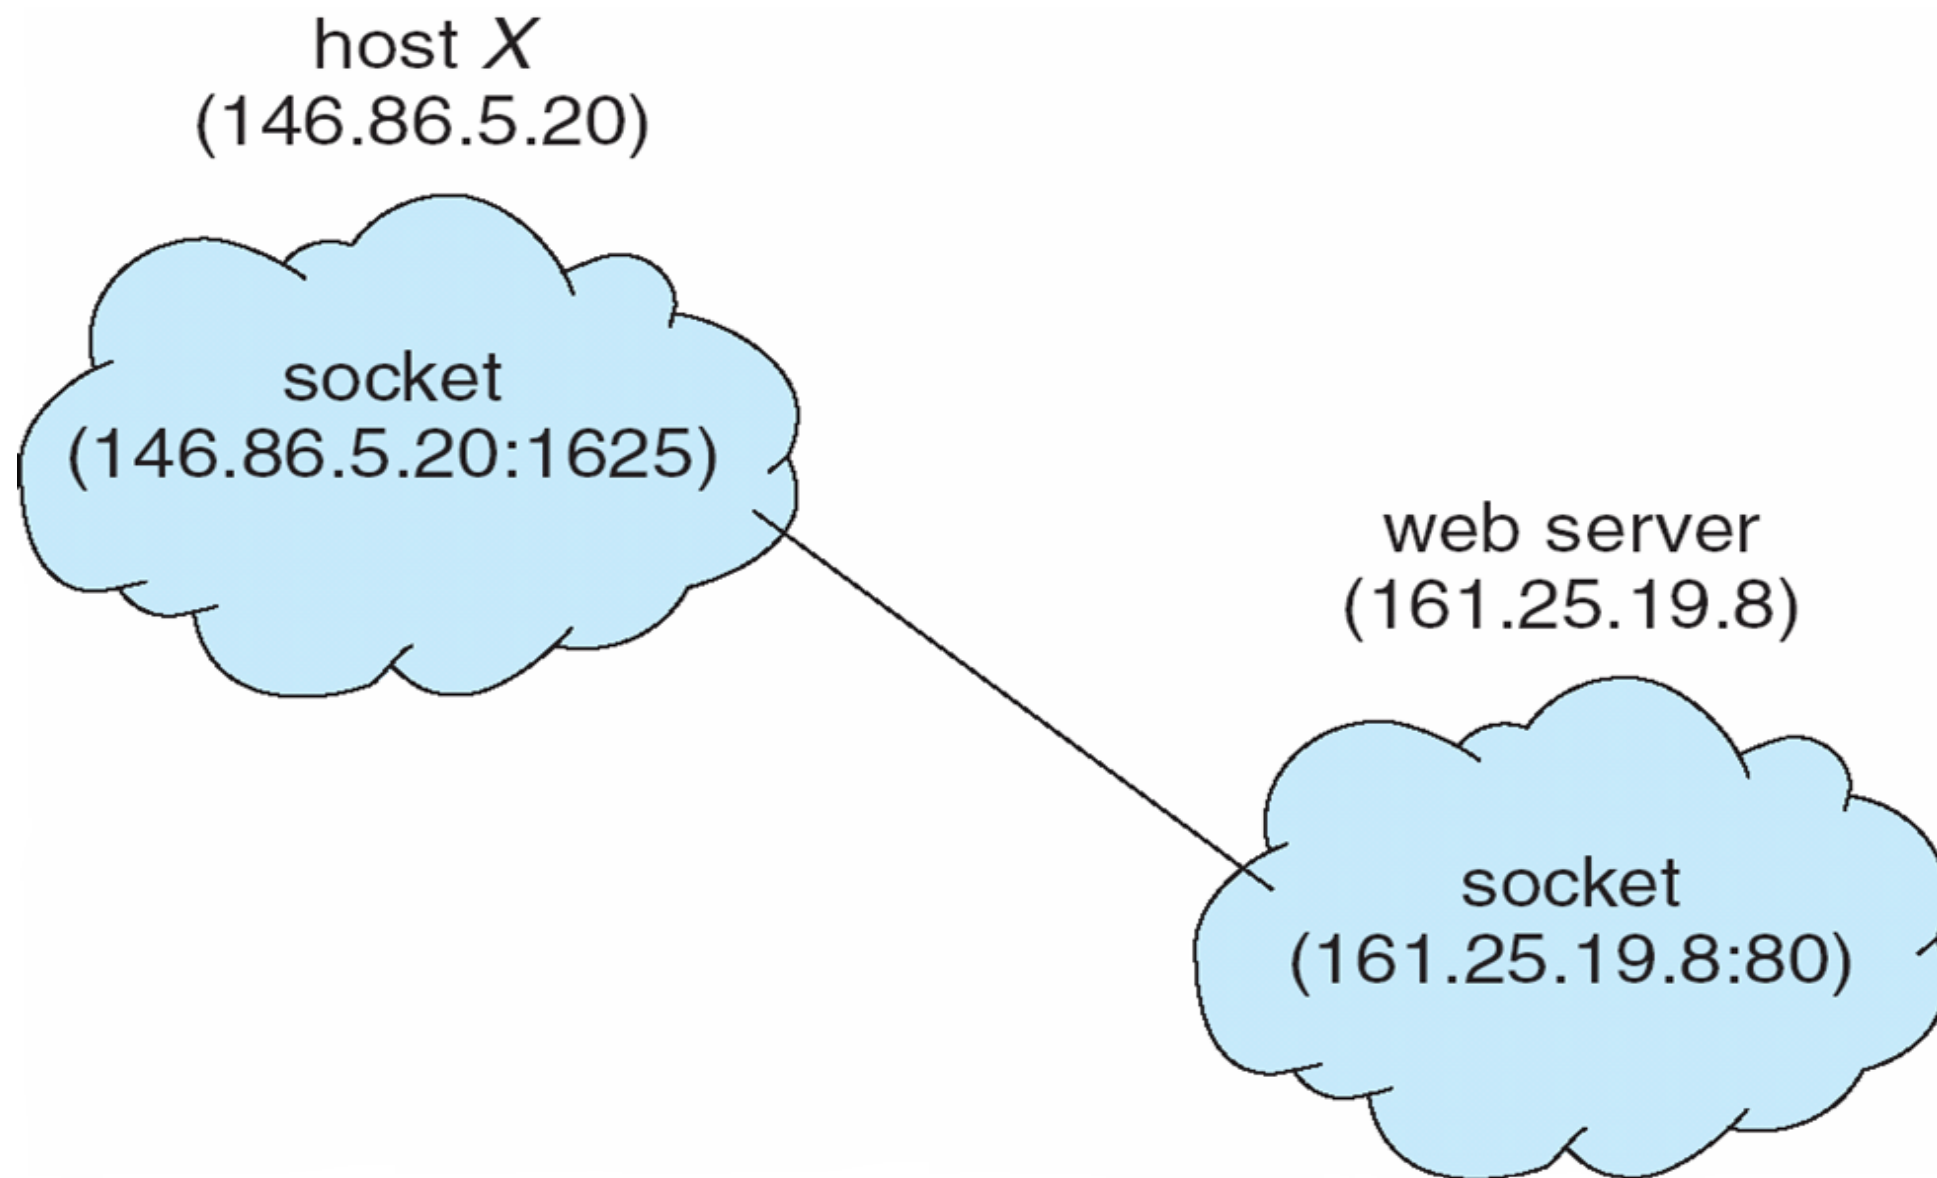 host X
(146.86.5.20)
socket
(146.86.5.20:1625)
web server
(161.25.19.8)
socket
(161.25.19.8:80)